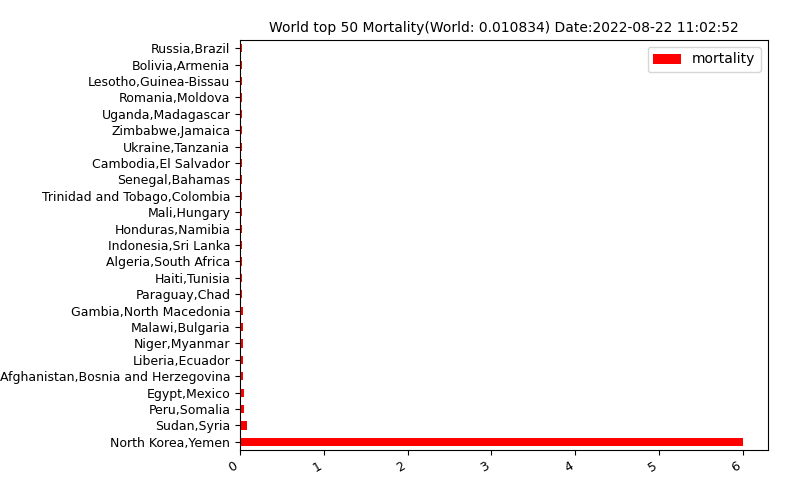 World top 50 Mortality(World: 0.010834) Date:2022-08-22 11:02:52
mortality
Russia,Brazil
Bolivia,Armenia
Lesotho,Guinea-Bissau
Romania,Moldova
Uganda,Madagascar
Zimbabwe,Jamaica
Ukraine,Tanzania
Cambodia,El Salvador
Senegal,Bahamas
Trinidad and Tobago,Colombia
Mali,Hungary
Honduras,Namibia
Indonesia,Sri Lanka
Algeria,South Africa
Haiti,Tunisia
Paraguay,Chad
Gambia,North Macedonia
Malawi,Bulgaria
Niger,Myanmar
Liberia,Ecuador
Afghanistan,Bosnia and Herzegovina
Egypt,Mexico
Peru,Somalia
Sudan,Syria
North Korea,Yemen
0 1 2 3 4 5 6